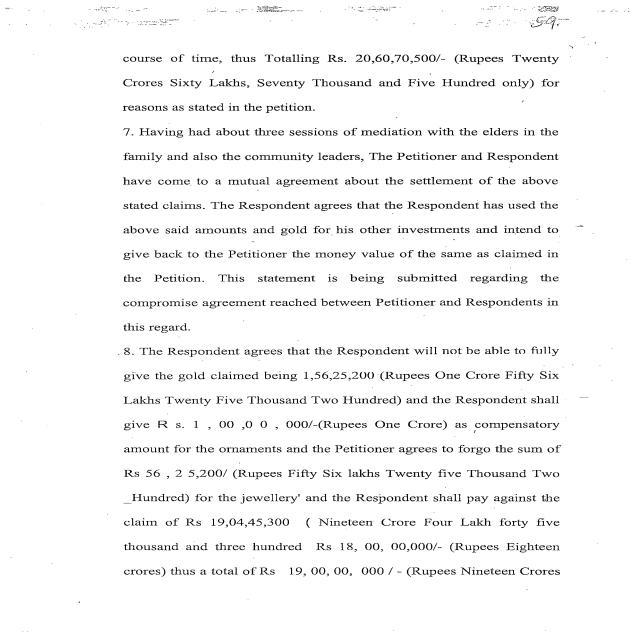 59.
course of time, thus Totalling Rs. 20,60,70,500/- (Rupees Twenty
Crores Sixty Lakhs, Seventy Thousand and Five Hundred only) for
reasons as stated in the petition.
7. Having had about three sessions of mediation with the elders in the
family and also the community leaders, The Petitioner and Respondent
have come to a mutual agreement about the settlement of the above
stated claims. The Respondent agrees that the Respondent has used the
above said amounts and gold for his other investments and intend to
give back to the Petitioner the money value of the same as claimed in
the Petition. This statement is being submitted regarding the
compromise agreement reached between Petitioner and Respondents in
this regard.
8. The Respondent agrees that the Respondent will not be able to fully
give the gold claimed being 1,56,25,200 (Rupees One Crore Fifty Six
Lakhs Twenty Five Thousand Two Hundred) and the Respondent shall
give R s. 1 , 00 ,0 0 , 000/-(Rupees One Crore) as compensatory
amount for the ornaments and the Petitioner agrees to forgo the sum of
Rs 56 , 2 5,200/ (Rupees Fifty Six lakhs Twenty five Thousand Two
_Hundred) for the jewellery' and the Respondent shall pay against the
claim of Rs 19,04,45,300 ( Nineteen Crore Four Lakh forty five
thousand and three hundred Rs 18, 00, 00,000/- (Rupees Eighteen
crores) thus a total of Rs 19, 00, 00, 000 / - (Rupees Nineteen Crores